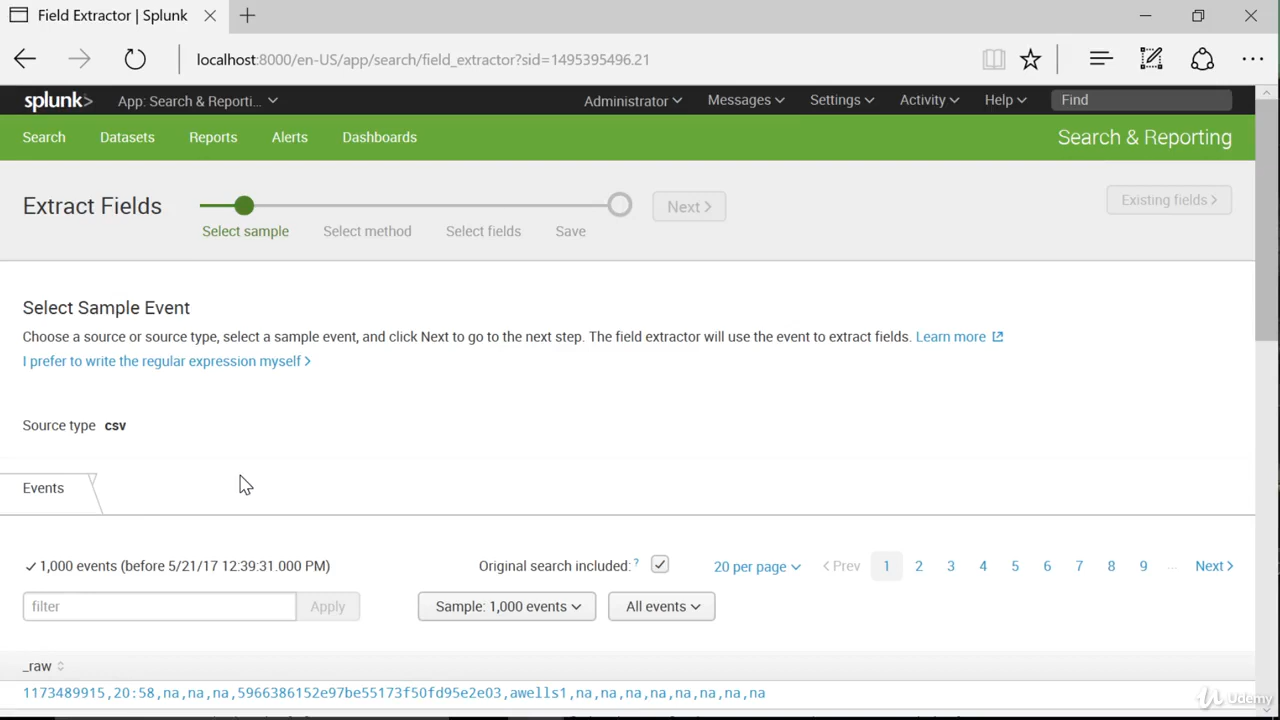 Field Extractor | Splunk
localhost:8000/en-US/app/search/field_extractor?sid=1495395496.21
splunk> App: Search & Reporti... Administrator Messages Settings Activity Help Find
Search Datasets Reports Alerts Dashboards Search & Reporting
Extract Fields Next > Existing fields >
Select sample Select method Select fields Save
Select Sample Event
Choose a source or source type, select a sample event, and click Next to go to the next step. The field extractor will use the event to extract fields. Learn more
I prefer to write the regular expression myself >
Source type csv
Events
✓ 1,000 events (before 5/21/17 12:39:31.000 PM) Original search included: ? 20 per page < Prev 1 2 3 4 5 6 7 8 9 ... Next >
filter Apply Sample: 1,000 events All events
_raw
1173489915,20:58,na,na,na,5966386152e97be55173f50fd95e2e03,awells1,na,na,na,na,na,na,na,na
Udemy